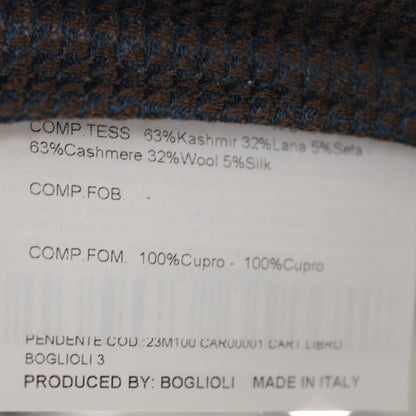 COMP.TESS. 63%Kashmir 32%Lana 5%Seta -
63%Cashmere 32%Wool 5%Silk
COMP.FOB.
COMP.FOM. 100%Cupro - 100%Cupro
PENDENTE COD.:23M100 CAR00001 CART.LIBRO
BOGLIOLI 3
PRODUCED BY: BOGLIOLI MADE IN ITALY